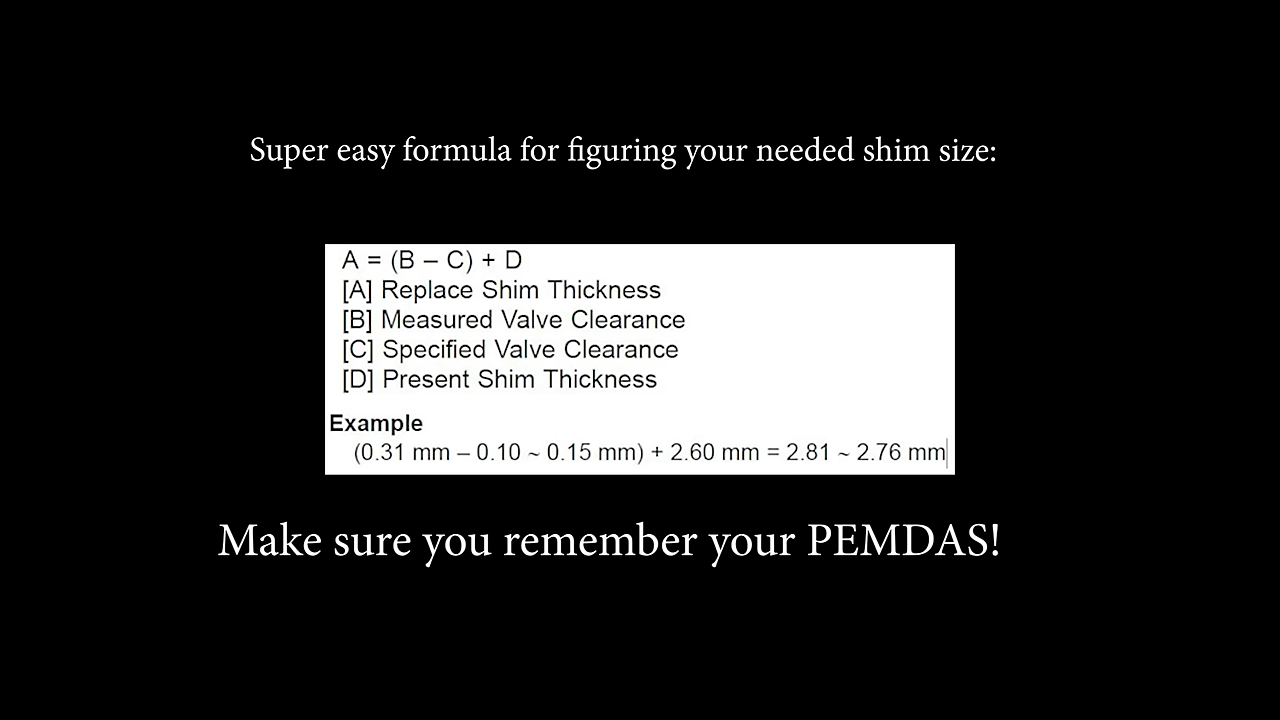 Super easy formula for figuring your needed shim size:
A = (B – C) + D
[A] Replace Shim Thickness
[B] Measured Valve Clearance
[C] Specified Valve Clearance
[D] Present Shim Thickness
Example
(0.31 mm – 0.10 ~ 0.15 mm) + 2.60 mm = 2.81 ~ 2.76 mm
Make sure you remember your PEMDAS!